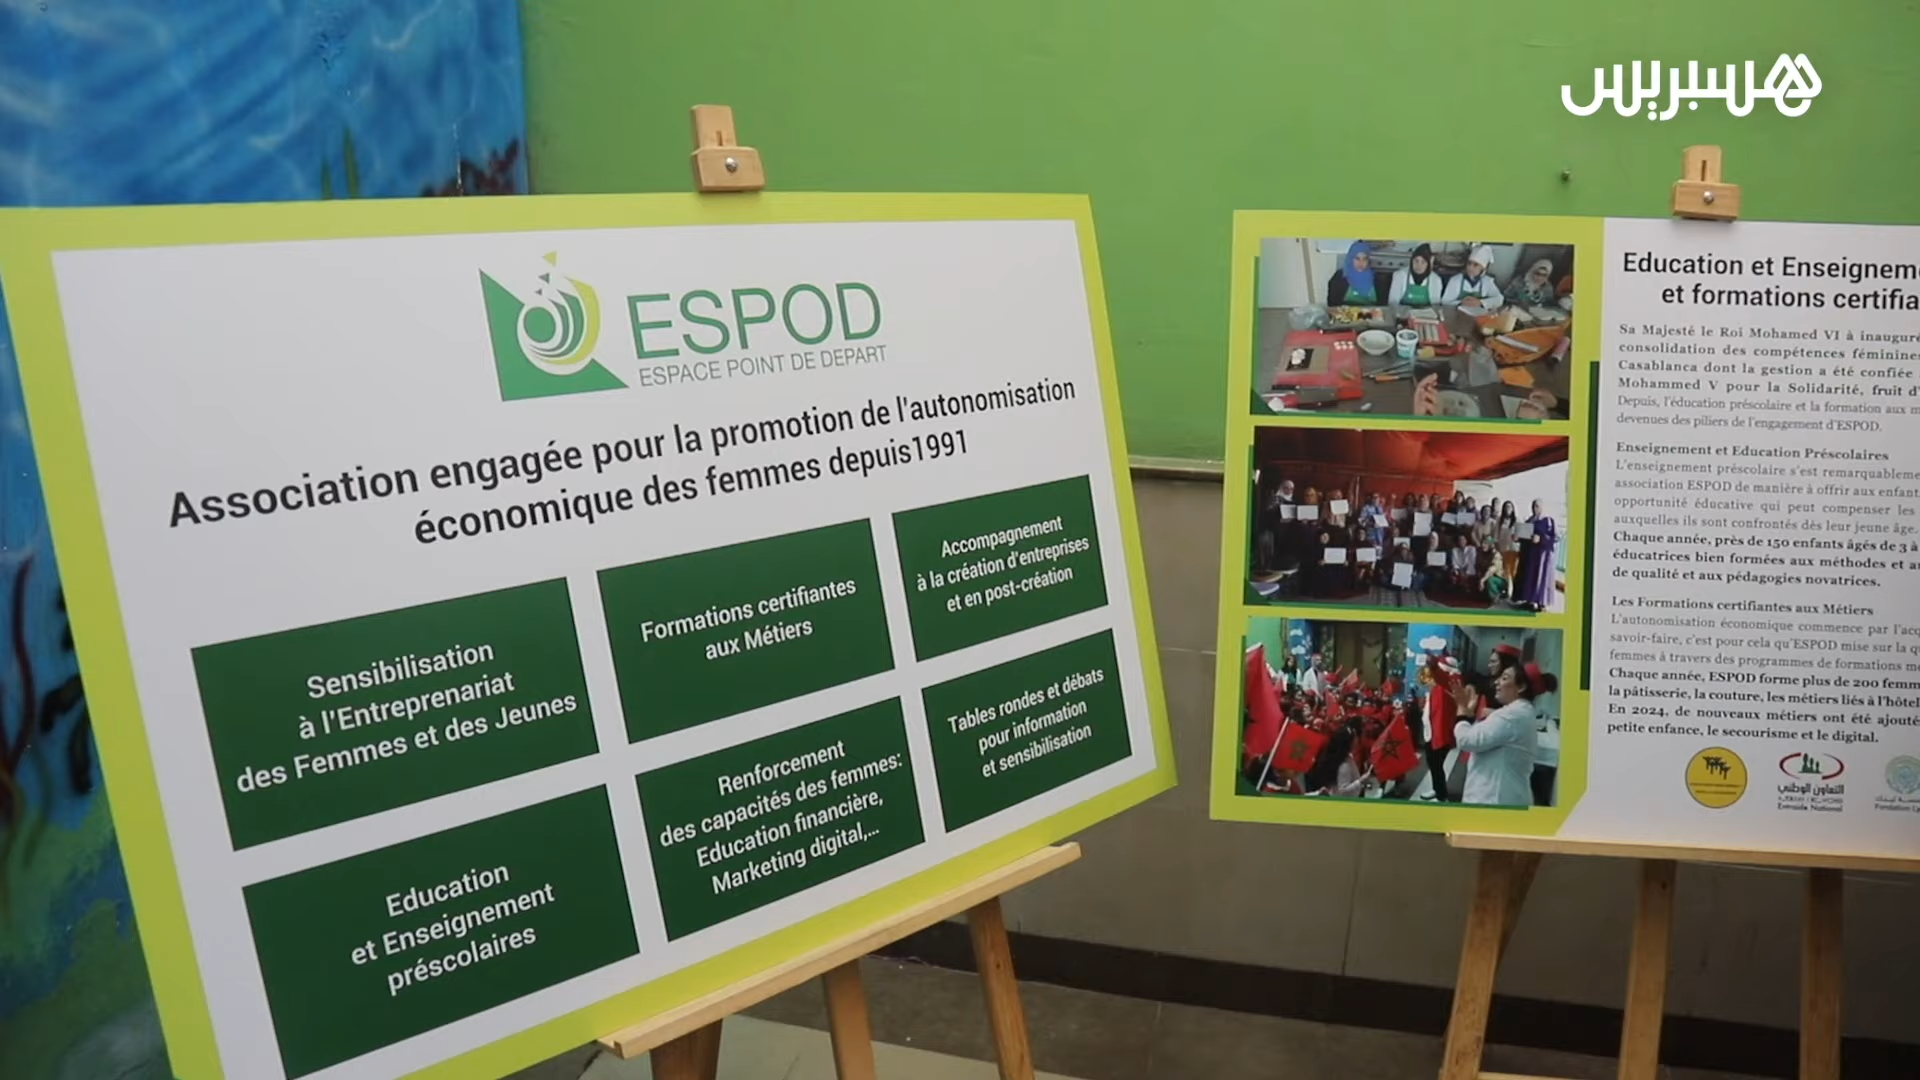 هسبريس
ESPOD
ESPACE POINT DE DEPART
Association engagée pour la promotion de l'autonomisation
économique des femmes depuis1991
Sensibilisation
à l'Entreprenariat
des Femmes et des Jeunes
Formations certifiantes
aux Métiers
Accompagnement
à la création d'entreprises
et en post-création
Education
et Enseignement
préscolaires
Renforcement
des capacités des femmes:
Education financière,
Marketing digital,...
Tables rondes et débats
pour information
et sensibilisation
Education et Enseignem
et formations certifia
Sa Majesté le Roi Mohamed VI à inauguré
consolidation des compétences féminine
Casablanca dont la gestion a été confiée
Mohammed V pour la Solidarité, fruit d'
Depuis, l'éducation préscolaire et la formation aux m
devenues des piliers de l'engagement d'ESPOD.
Enseignement et Education Préscolaires
L'enseignement préscolaire s'est remarquableme
association ESPOD de manière à offrir aux enfant
opportunité éducative qui peut compenser les
auxquelles ils sont confrontés dès leur jeune âge.
Chaque année, près de 150 enfants âgés de 3 à
éducatrices bien formées aux méthodes et au
de qualité et aux pédagogies novatrices.
Les Formations certifiantes aux Métiers
L'autonomisation économique commence par l'acq
savoir-faire, c'est pour cela qu'ESPOD mise sur la q
femmes à travers des programmes de formations mé
Chaque année, ESPOD forme plus de 200 femm
la pâtisserie, la couture, les métiers liés à l'hôtel
En 2024, de nouveaux métiers ont été ajouté
petite enfance, le secourisme et le digital.
التعاون الوطني
Entraide National
Fondation